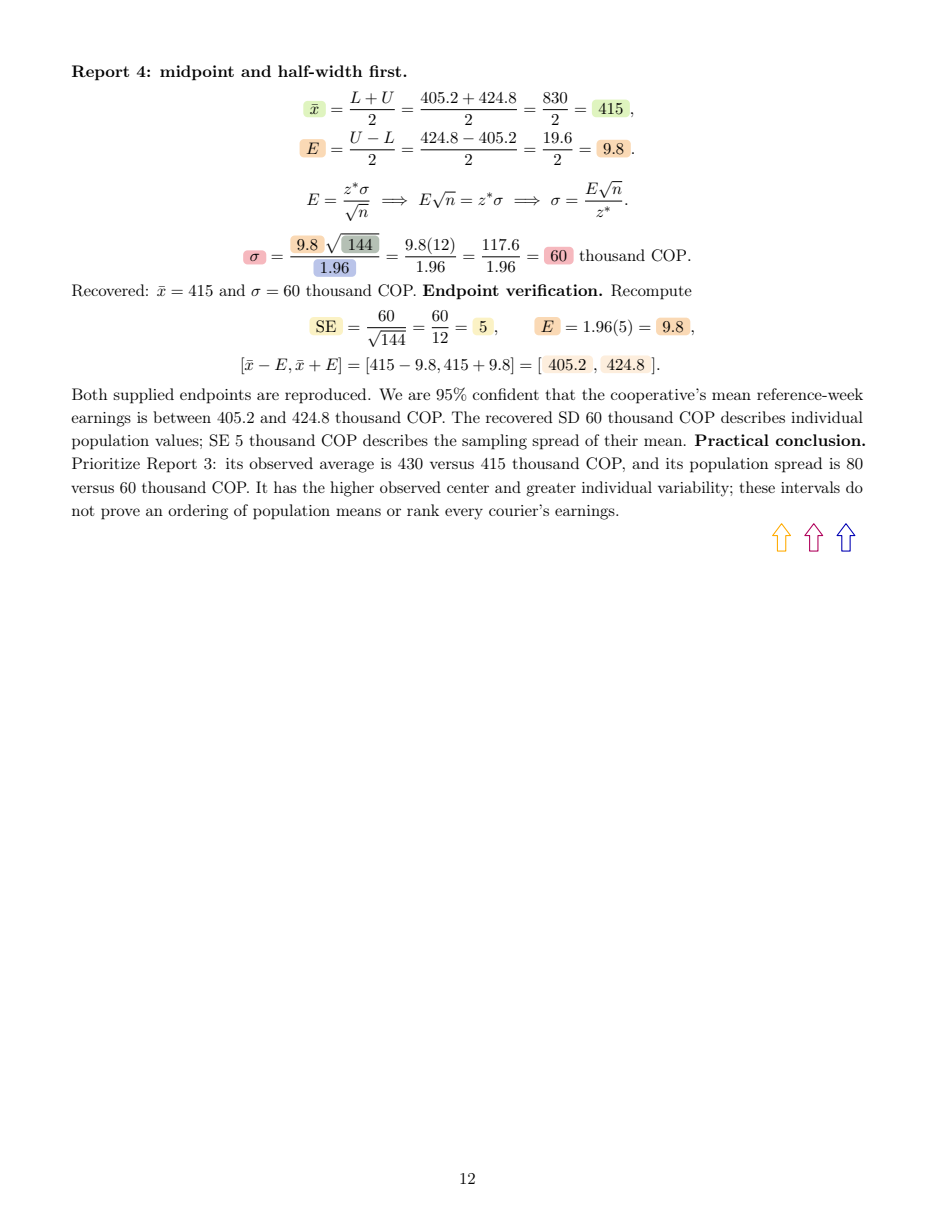 Report 4: midpoint and half-width first.
x̄ = (L + U)/2 = (405.2 + 424.8)/2 = 830/2 = 415,
E = (U − L)/2 = (424.8 − 405.2)/2 = 19.6/2 = 9.8.
E = z*σ/√n ⟹ E√n = z*σ ⟹ σ = E√n/z*.
σ = 9.8√144/1.96 = 9.8(12)/1.96 = 117.6/1.96 = 60 thousand COP.
Recovered: x̄ = 415 and σ = 60 thousand COP. Endpoint verification. Recompute
SE = 60/√144 = 60/12 = 5, E = 1.96(5) = 9.8,
[x̄ − E, x̄ + E] = [415 − 9.8, 415 + 9.8] = [405.2, 424.8].
Both supplied endpoints are reproduced. We are 95% confident that the cooperative's mean reference-week
earnings is between 405.2 and 424.8 thousand COP. The recovered SD 60 thousand COP describes individual
population values; SE 5 thousand COP describes the sampling spread of their mean. Practical conclusion.
Prioritize Report 3: its observed average is 430 versus 415 thousand COP, and its population spread is 80
versus 60 thousand COP. It has the higher observed center and greater individual variability; these intervals do
not prove an ordering of population means or rank every courier's earnings.
12